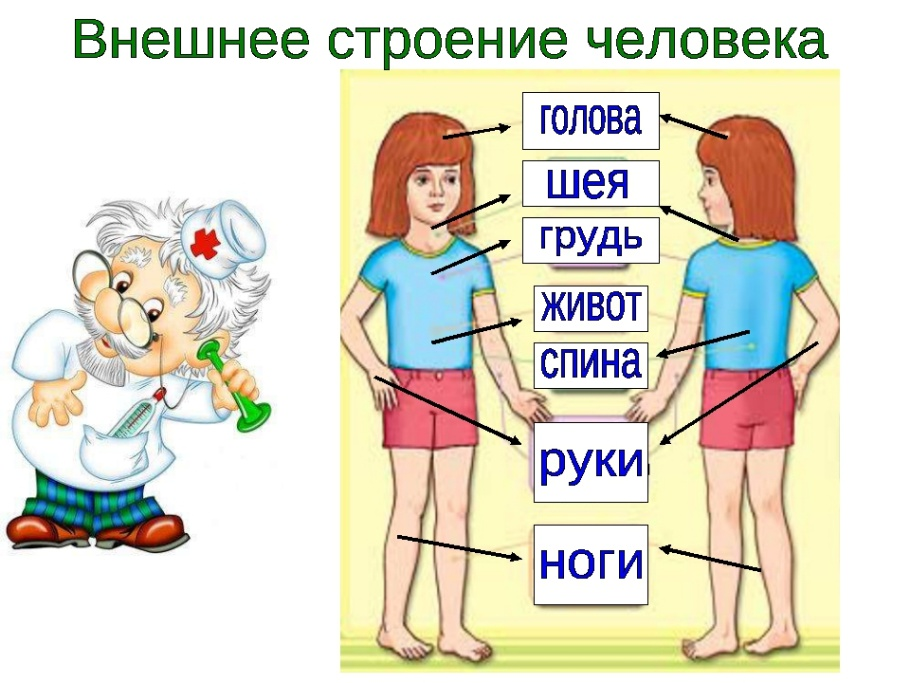 Внешнее строение человека
голова
шея
грудь
живот
спина
руки
ноги